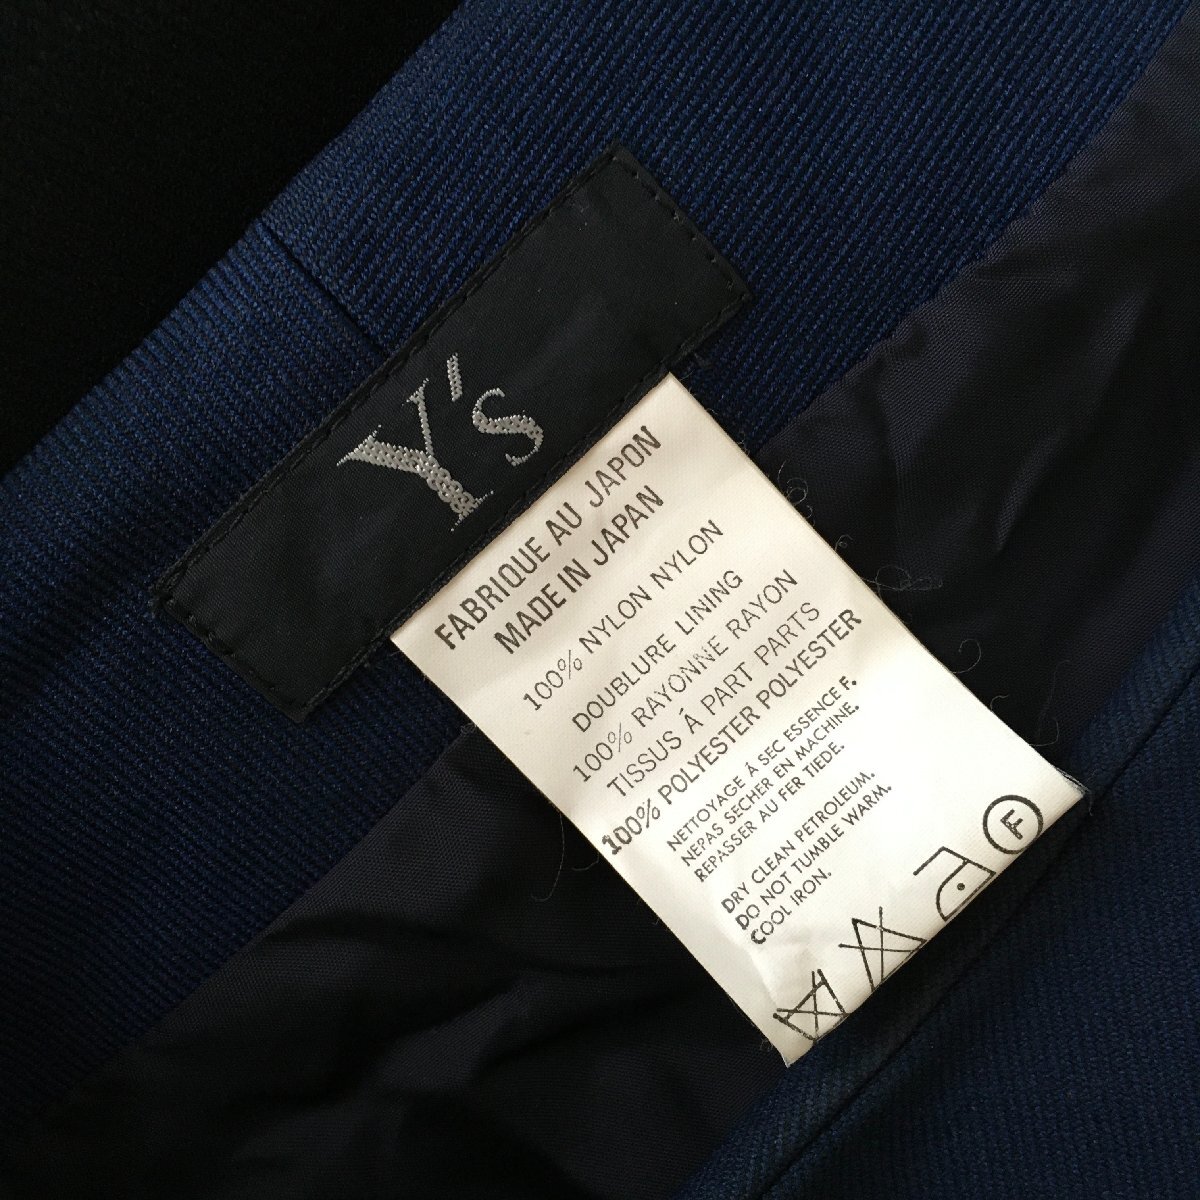 Y's
FABRIQUE AU JAPON
MADE IN JAPAN
100% NYLON NYLON
DOUBLURE LINING
100% RAYONNE RAYON
TISSUS Á PART PARTS
100% POLYESTER POLYESTER
NETTOYAGE Á SEC ESSENCE F.
NEPAS SECHER EN MACHINE.
REPASSER AU FER TIEDE.
DRY CLEAN PETROLEUM.
DO NOT TUMBLE WARM.
COOL IRON.
F